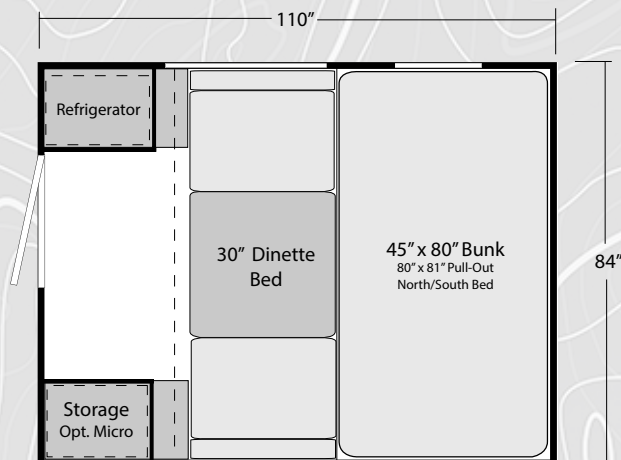 110”
Refrigerator
30” Dinette
Bed
45” x 80” Bunk
80” x 81” Pull-Out
North/South Bed
84”
Storage
Opt. Micro